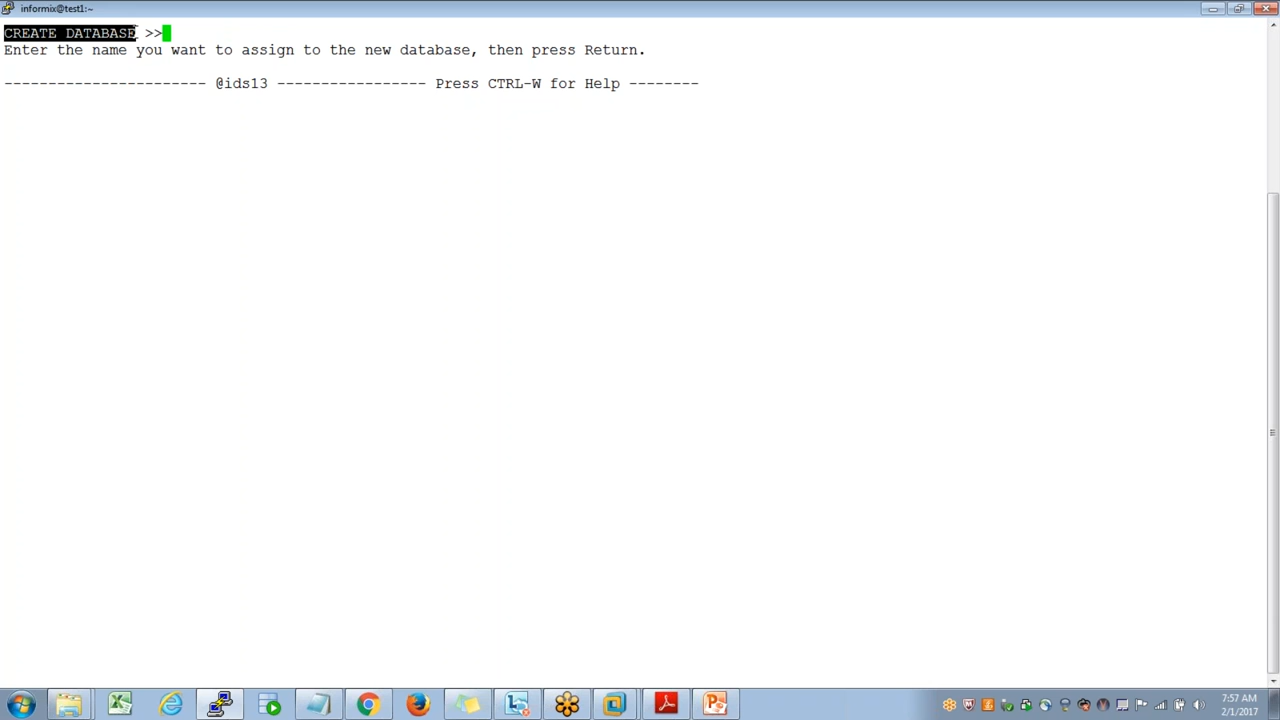 informix@test1:~
CREATE DATABASE >>
Enter the name you want to assign to the new database, then press Return.
----------------------- @ids13 ---------------- Press CTRL-W for Help --------
7:57 AM
2/1/2017